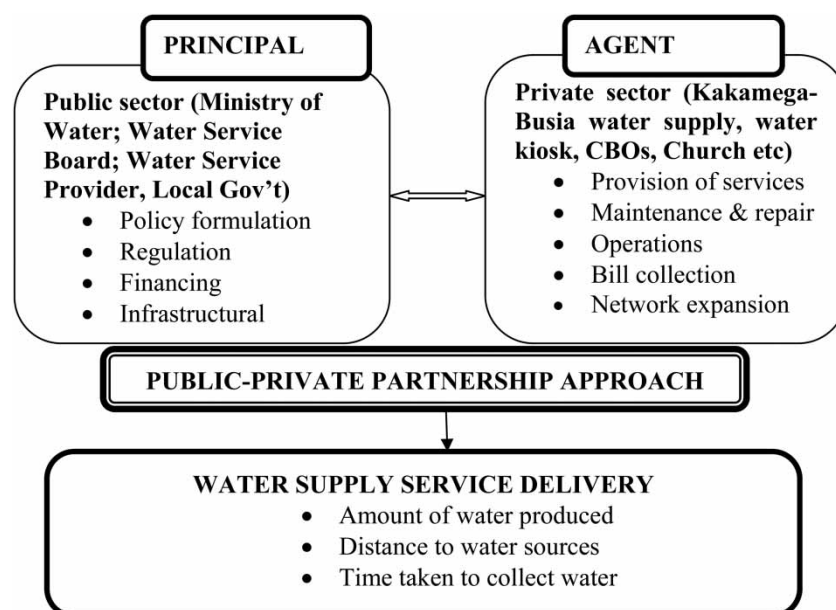 PRINCIPAL
Public sector (Ministry of
Water; Water Service
Board; Water Service
Provider, Local Gov’t)
• Policy formulation
• Regulation
• Financing
• Infrastructural
AGENT
Private sector (Kakamega-
Busia water supply, water
kiosk, CBOs, Church etc)
• Provision of services
• Maintenance & repair
• Operations
• Bill collection
• Network expansion
PUBLIC-PRIVATE PARTNERSHIP APPROACH
WATER SUPPLY SERVICE DELIVERY
• Amount of water produced
• Distance to water sources
• Time taken to collect water